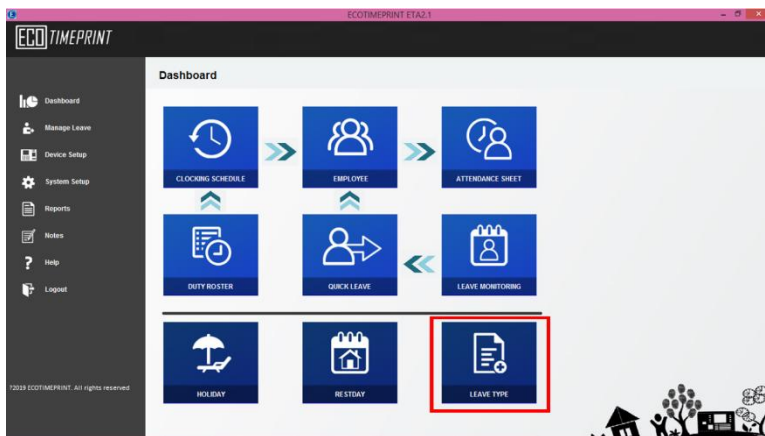 ECOTIMEPRINT ETA2.1
ECO TIMEPRINT
Dashboard
Dashboard
Manage Leave
Device Setup
System Setup
Reports
Notes
Help
Logout
CLOCKING SCHEDULE
EMPLOYEE
ATTENDANCE SHEET
DUTY ROSTER
QUICK LEAVE
LEAVE MONITORING
HOLIDAY
RESTDAY
LEAVE TYPE
?2019 ECOTIMEPRINT. All rights reserved